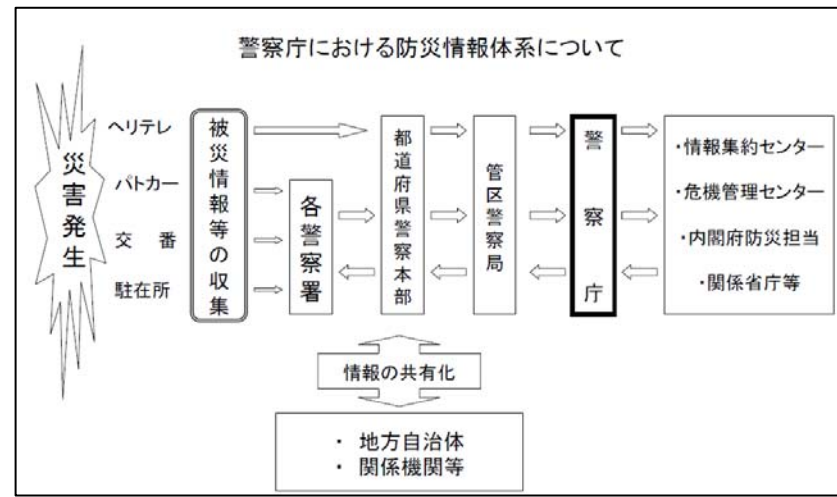 警察庁における防災情報体系について
災害発生
ヘリテレ
パトカー
交　番
駐在所
被災情報等の収集
各警察署
都道府県警察本部
管区警察局
警察庁
・情報集約センター
・危機管理センター
・内閣府防災担当
・関係省庁等
情報の共有化
・ 地方自治体
・ 関係機関等